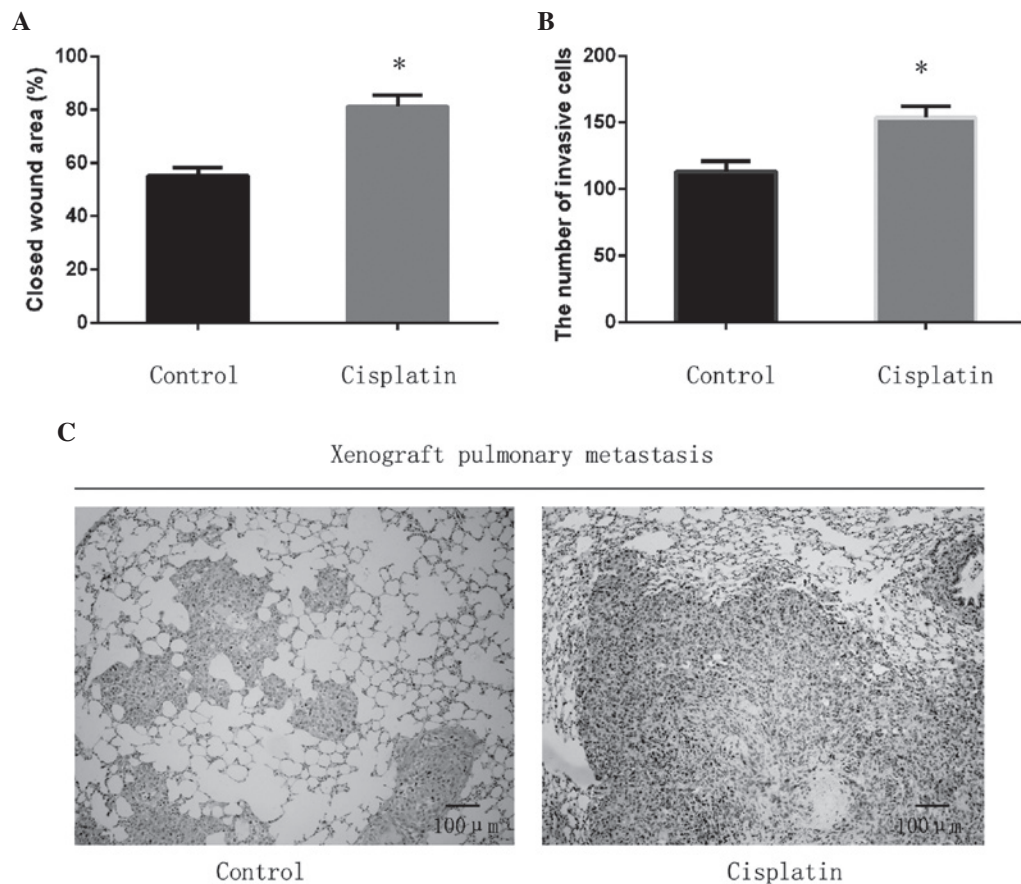 A
Closed wound area (%)
100
80
60
40
20
0
*
Control
Cisplatin
B
The number of invasive cells
200
150
100
50
0
*
Control
Cisplatin
C
Xenograft pulmonary metastasis
100 μm
100 μm
Control
Cisplatin